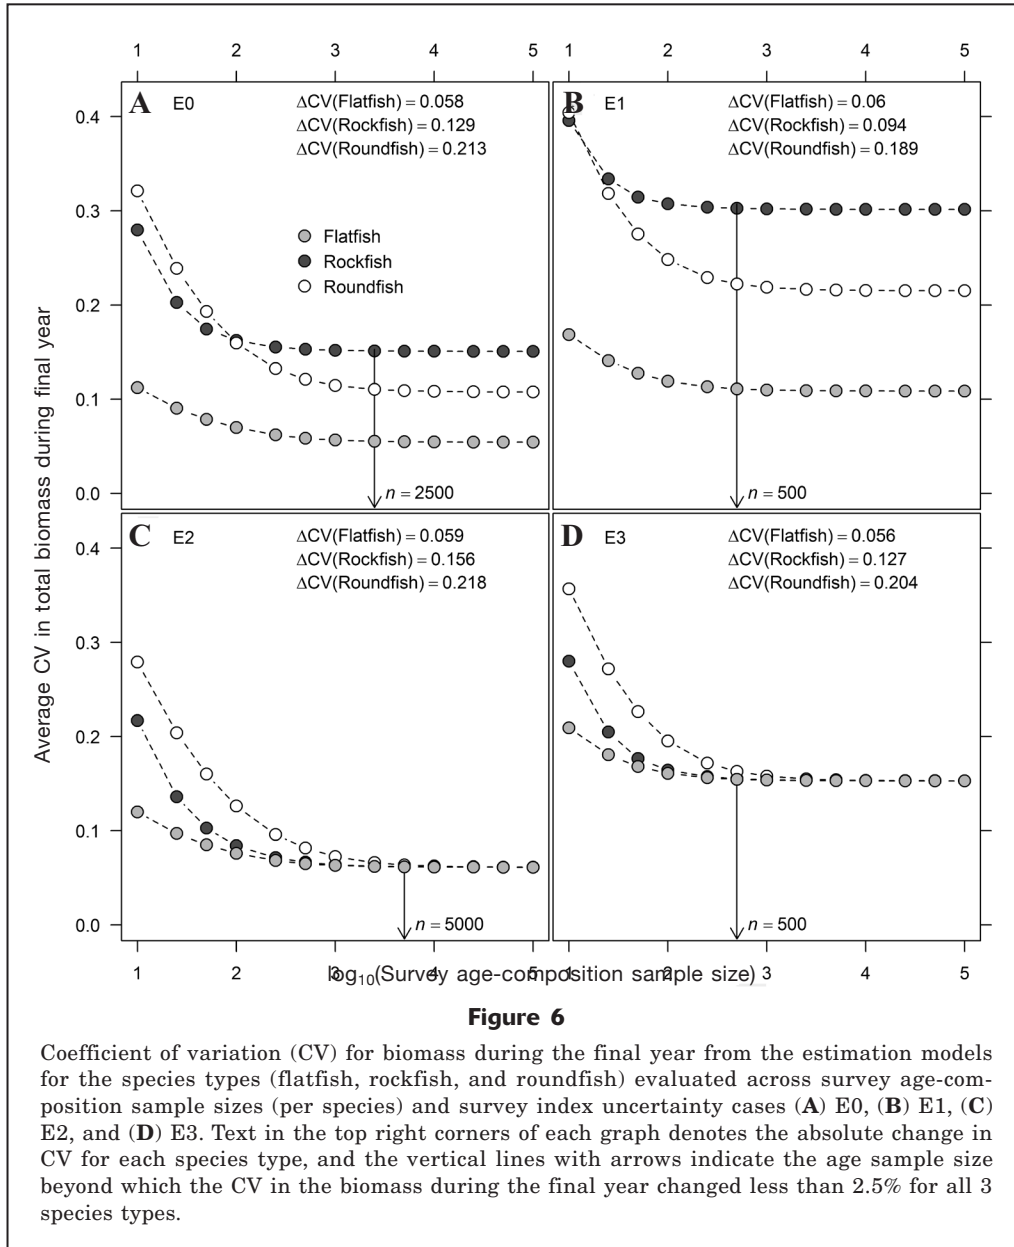 1 2 3 4 5 1 2 3 4 5
A E0 ΔCV(Flatfish) = 0.058
ΔCV(Rockfish) = 0.129
ΔCV(Roundfish) = 0.213
Flatfish
Rockfish
Roundfish
n = 2500
B E1 ΔCV(Flatfish) = 0.06
ΔCV(Rockfish) = 0.094
ΔCV(Roundfish) = 0.189
n = 500
0.4
0.3
0.2
0.1
0.0
C E2 ΔCV(Flatfish) = 0.059
ΔCV(Rockfish) = 0.156
ΔCV(Roundfish) = 0.218
n = 5000
D E3 ΔCV(Flatfish) = 0.056
ΔCV(Rockfish) = 0.127
ΔCV(Roundfish) = 0.204
n = 500
0.4
0.3
0.2
0.1
0.0
Average CV in total biomass during final year
1 2 3 4 5 1 2 3 4 5
log10(Survey age-composition sample size)
Figure 6
Coefficient of variation (CV) for biomass during the final year from the estimation models
for the species types (flatfish, rockfish, and roundfish) evaluated across survey age-com-
position sample sizes (per species) and survey index uncertainty cases (A) E0, (B) E1, (C)
E2, and (D) E3. Text in the top right corners of each graph denotes the absolute change in
CV for each species type, and the vertical lines with arrows indicate the age sample size
beyond which the CV in the biomass during the final year changed less than 2.5% for all 3
species types.